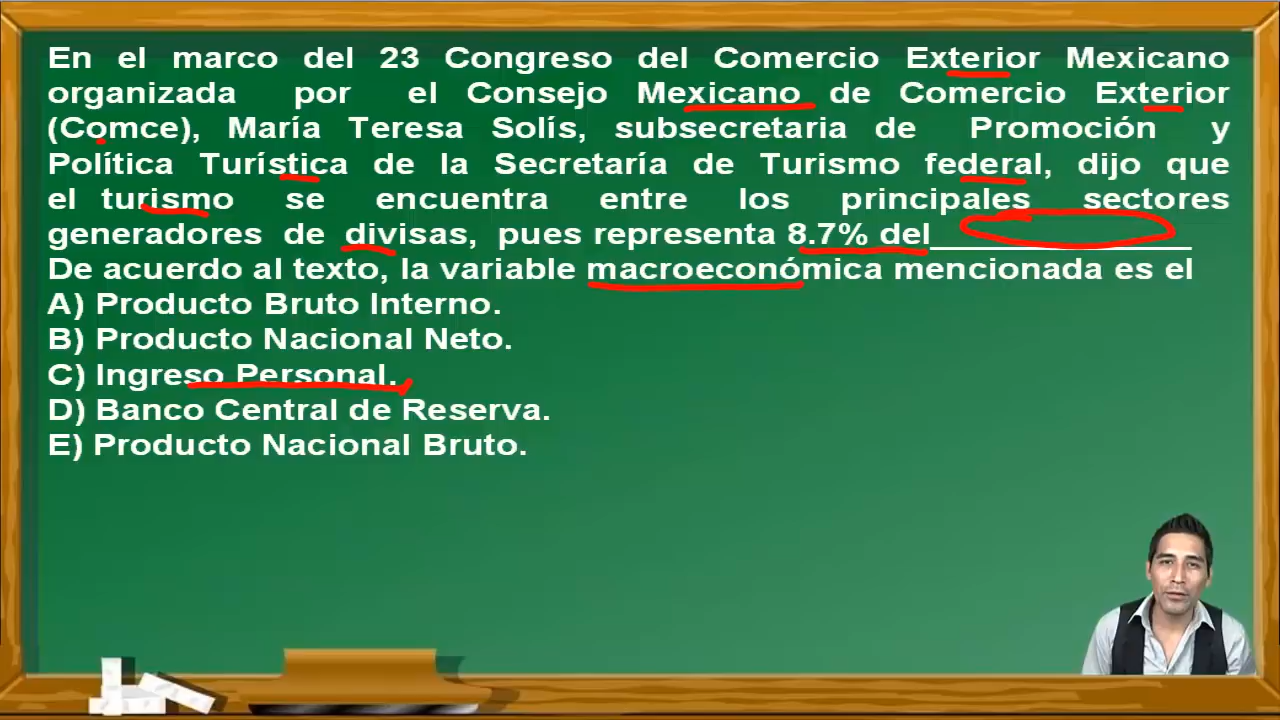 En el marco del 23 Congreso del Comercio Exterior Mexicano
organizada por el Consejo Mexicano de Comercio Exterior
(Comce), María Teresa Solís, subsecretaria de Promoción y
Política Turística de la Secretaría de Turismo federal, dijo que
el turismo se encuentra entre los principales sectores
generadores de divisas, pues representa 8.7% del_______________
De acuerdo al texto, la variable macroeconómica mencionada es el
A) Producto Bruto Interno.
B) Producto Nacional Neto.
C) Ingreso Personal.
D) Banco Central de Reserva.
E) Producto Nacional Bruto.